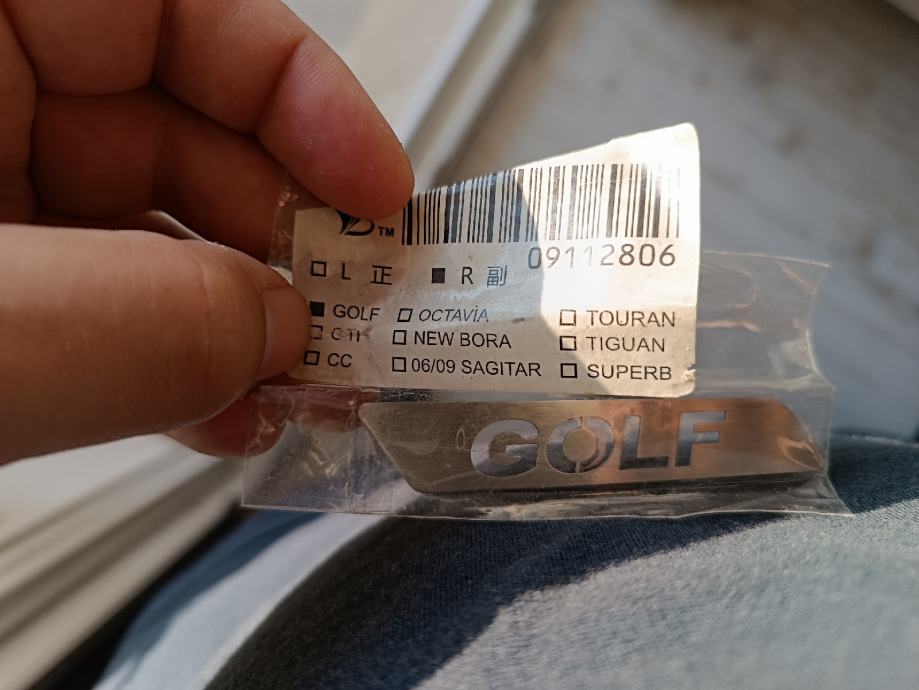 TM
09112806
□ L 正 ■ R 副
■ GOLF □ OCTAVIA □ TOURAN
□ GTI □ NEW BORA □ TIGUAN
□ CC □ 06/09 SAGITAR □ SUPERB
GOLF